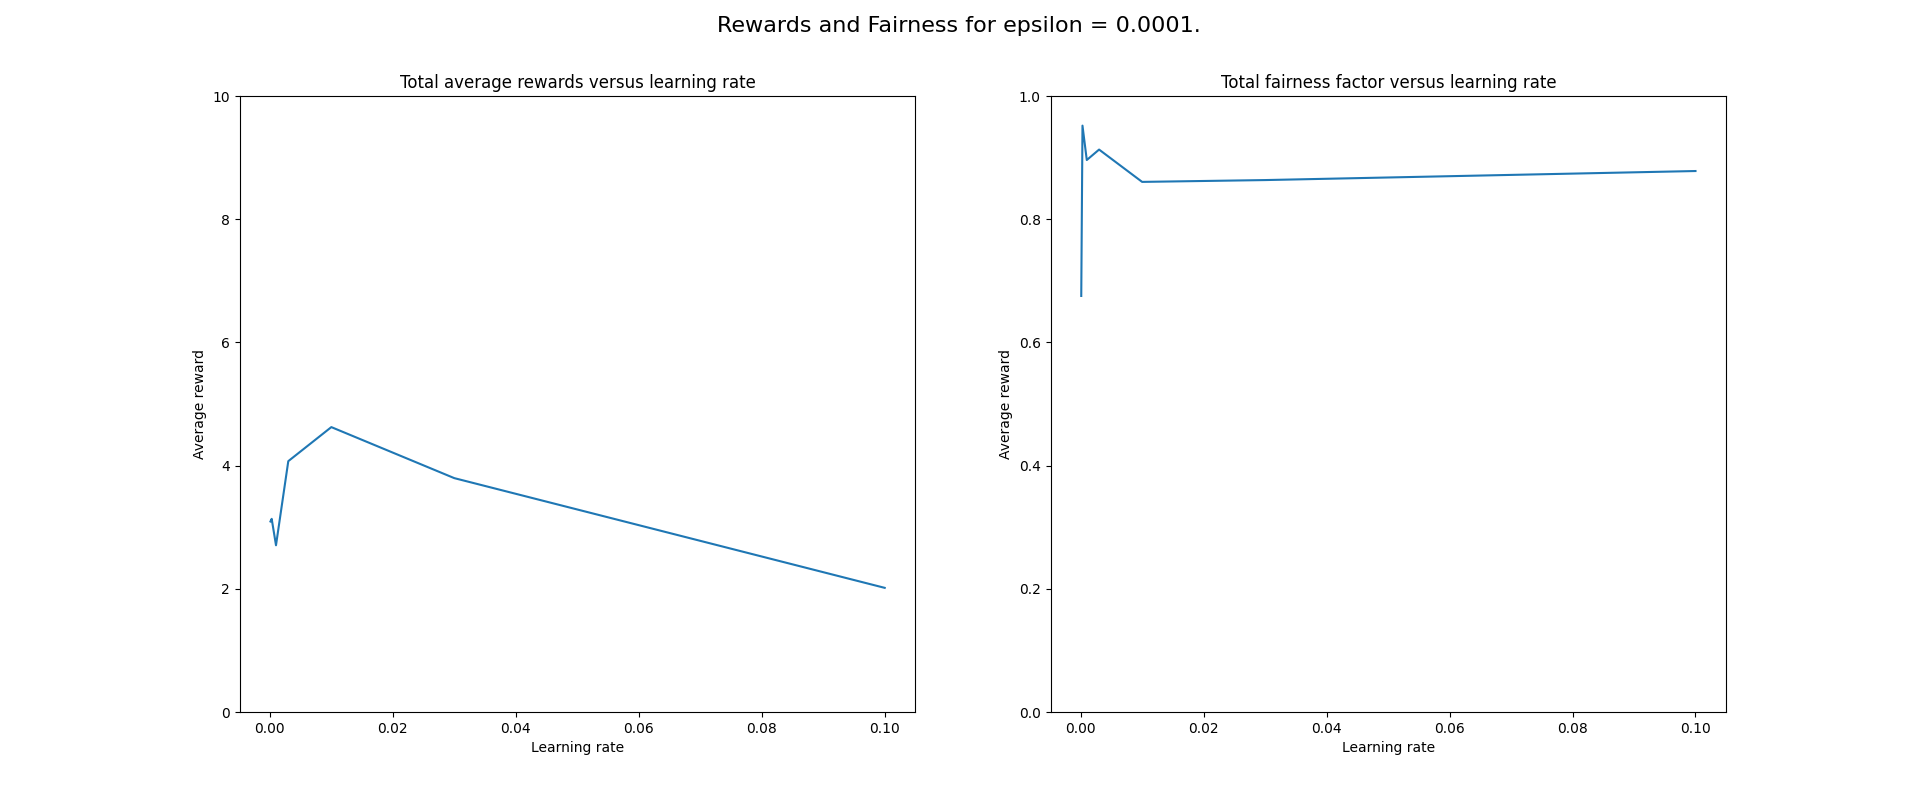 Rewards and Fairness for epsilon = 0.0001.
Total average rewards versus learning rate
10
8
6
4
2
0
Average reward
0.00 0.02 0.04 0.06 0.08 0.10
Learning rate
Total fairness factor versus learning rate
1.0
0.8
0.6
0.4
0.2
0.0
Average reward
0.00 0.02 0.04 0.06 0.08 0.10
Learning rate